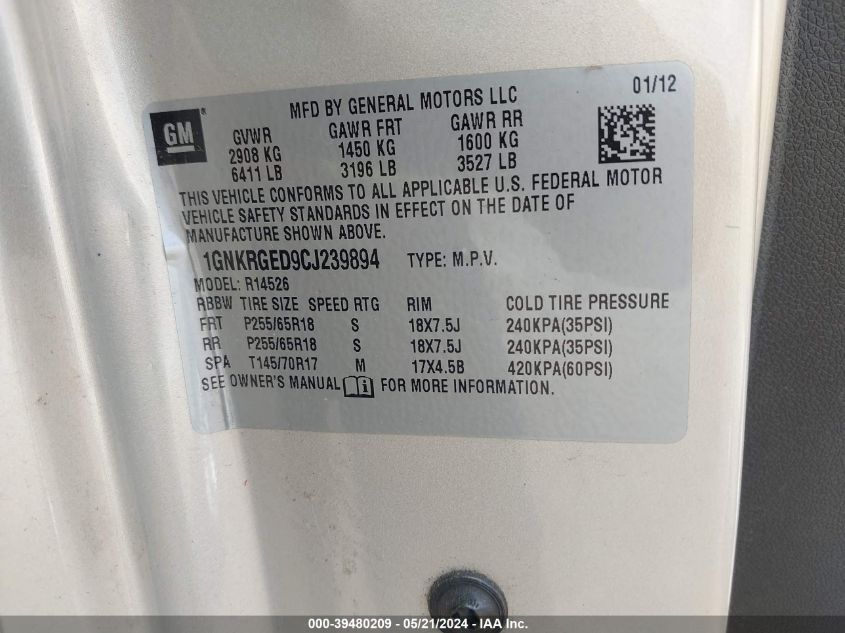 MFD BY GENERAL MOTORS LLC 01/12
GM®
GVWR GAWR FRT GAWR RR
2908 KG 1450 KG 1600 KG
6411 LB 3196 LB 3527 LB
THIS VEHICLE CONFORMS TO ALL APPLICABLE U.S. FEDERAL MOTOR
VEHICLE SAFETY STANDARDS IN EFFECT ON THE DATE OF
MANUFACTURE SHOWN ABOVE.
1GNKRGED9CJ239894 TYPE: M.P.V.
MODEL: R14526
RBBW TIRE SIZE SPEED RTG RIM COLD TIRE PRESSURE
FRT P255/65R18 S 18X7.5J 240KPA(35PSI)
RR P255/65R18 S 18X7.5J 240KPA(35PSI)
SPA T145/70R17 M 17X4.5B 420KPA(60PSI)
SEE OWNER'S MANUAL FOR MORE INFORMATION.
000-39480209 - 05/21/2024 - IAA Inc.